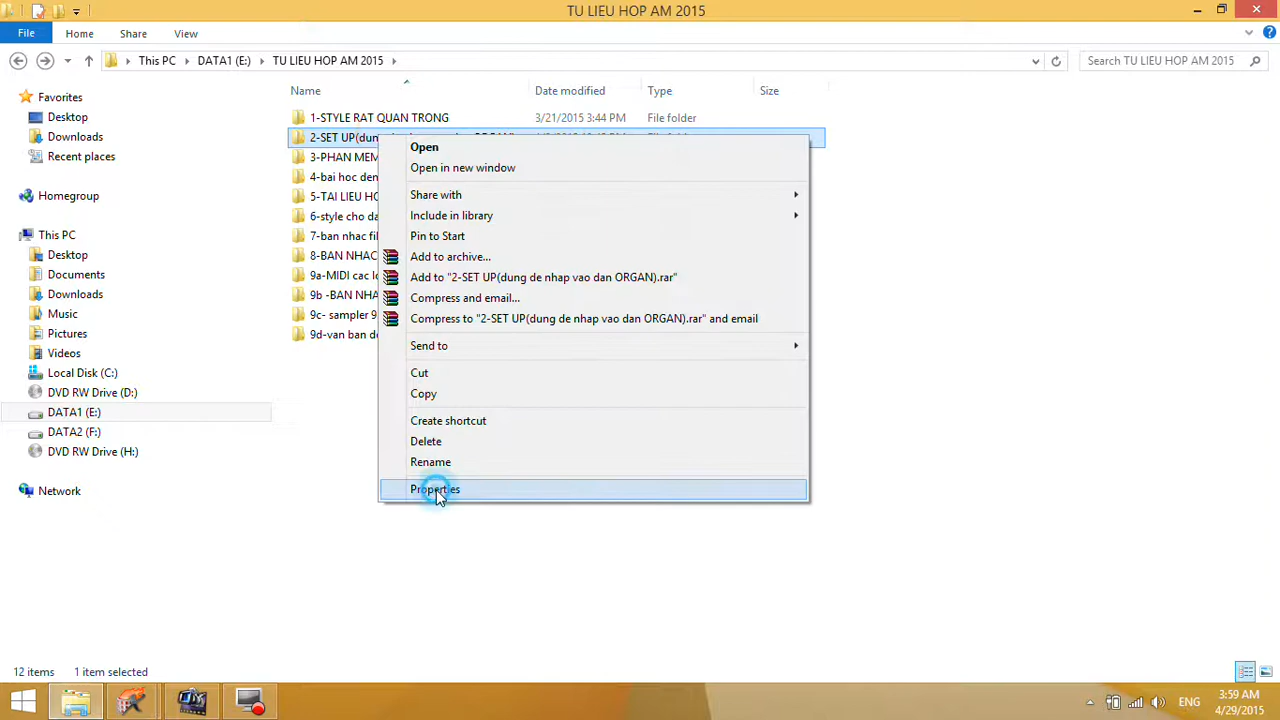 TU LIEU HOP AM 2015
File Home Share View
This PC DATA1 (E:) TU LIEU HOP AM 2015 Search TU LIEU HOP AM 2015
Name Date modified Type Size
Favorites
Desktop
Downloads
Recent places
Homegroup
This PC
Desktop
Documents
Downloads
Music
Pictures
Videos
Local Disk (C:)
DVD RW Drive (D:)
DATA1 (E:)
DATA2 (F:)
DVD RW Drive (H:)
Network
1-STYLE RAT QUAN TRONG 3/21/2015 3:44 PM File folder
2-SET UP(dun
3-PHAN MEM
4-bai hoc den
5-TAI LIEU HO
6-style cho da
7-ban nhac fil
8-BAN NHAC
9a-MIDI cac lo
9b -BAN NHA
9c- sampler 9
9d-van ban de
Open
Open in new window
Share with
Include in library
Pin to Start
Add to archive...
Add to "2-SET UP(dung de nhap vao dan ORGAN).rar"
Compress and email...
Compress to "2-SET UP(dung de nhap vao dan ORGAN).rar" and email
Send to
Cut
Copy
Create shortcut
Delete
Rename
Properties
12 items 1 item selected
ENG
3:59 AM
4/29/2015